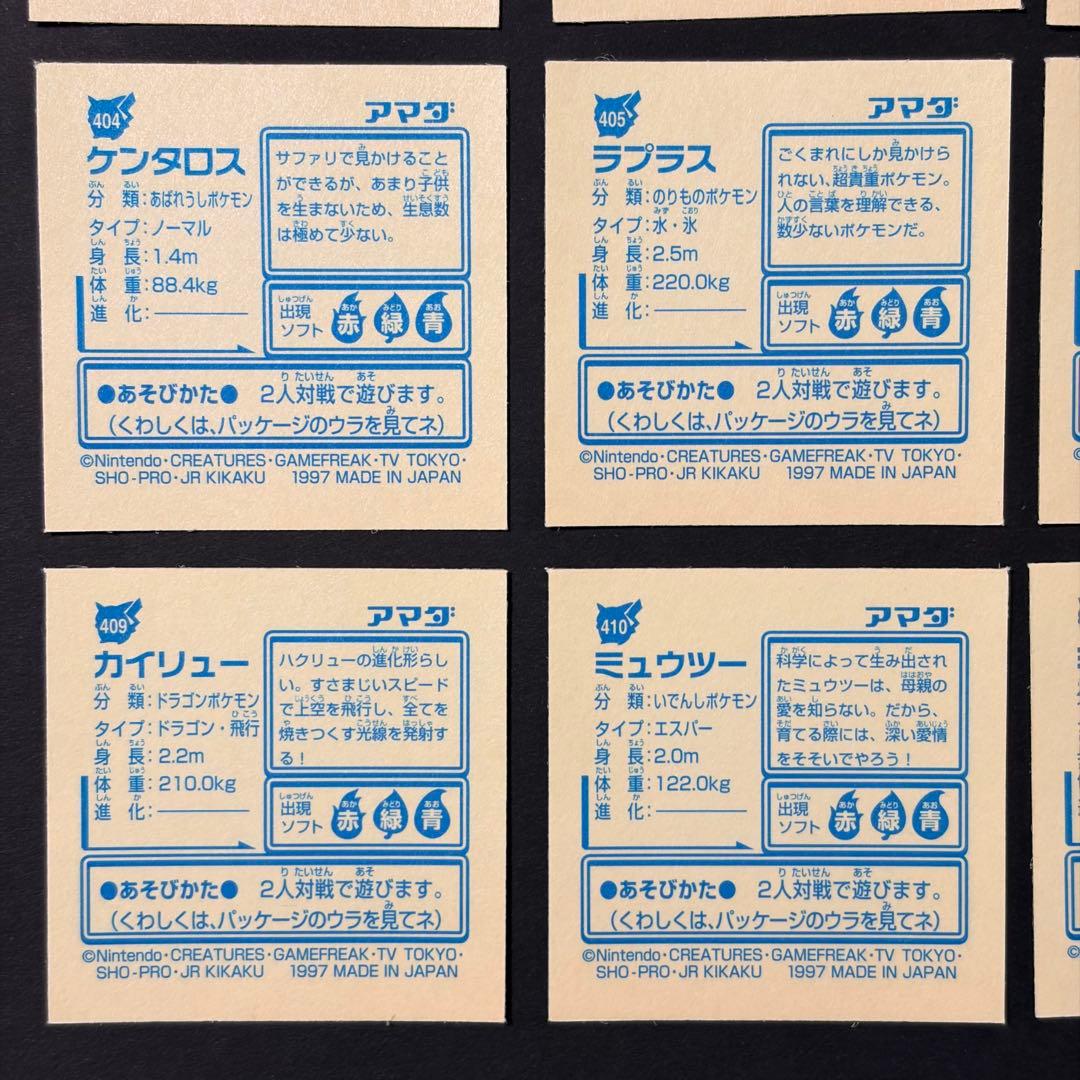 404
アマダ
ケンタロス
分類:あばれうしポケモン
タイプ:ノーマル
身長:1.4m
体重:88.4kg
進化:
サファリで見かけること
ができるが、あまり子供
を生まないため、生息数
は極めて少ない。
出現
ソフト
赤 緑 青
●あそびかた● 2人対戦で遊びます。
(くわしくは、パッケージのウラを見てネ)
©Nintendo・CREATURES・GAMEFREAK・TV TOKYO・
SHO-PRO・JR KIKAKU 1997 MADE IN JAPAN
405
アマダ
ラプラス
分類:のりものポケモン
タイプ:水・氷
身長:2.5m
体重:220.0kg
進化:
ごくまれにしか見かけら
れない、超貴重ポケモン。
人の言葉を理解できる、
数少ないポケモンだ。
出現
ソフト
赤 緑 青
●あそびかた● 2人対戦で遊びます。
(くわしくは、パッケージのウラを見てネ)
©Nintendo・CREATURES・GAMEFREAK・TV TOKYO・
SHO-PRO・JR KIKAKU 1997 MADE IN JAPAN
409
アマダ
カイリュー
分類:ドラゴンポケモン
タイプ:ドラゴン・飛行
身長:2.2m
体重:210.0kg
進化:
ハクリューの進化形らし
い。すさまじいスピード
で上空を飛行し、全てを
焼きつくす光線を発射す
る!
出現
ソフト
赤 緑 青
●あそびかた● 2人対戦で遊びます。
(くわしくは、パッケージのウラを見てネ)
©Nintendo・CREATURES・GAMEFREAK・TV TOKYO・
SHO-PRO・JR KIKAKU 1997 MADE IN JAPAN
410
アマダ
ミュウツー
分類:いでんしポケモン
タイプ:エスパー
身長:2.0m
体重:122.0kg
進化:
科学によって生み出され
たミュウツーは、母親の
愛を知らない。だから、
育てる際には、深い愛情
をそそいでやろう!
出現
ソフト
赤 緑 青
●あそびかた● 2人対戦で遊びます。
(くわしくは、パッケージのウラを見てネ)
©Nintendo・CREATURES・GAMEFREAK・TV TOKYO・
SHO-PRO・JR KIKAKU 1997 MADE IN JAPAN